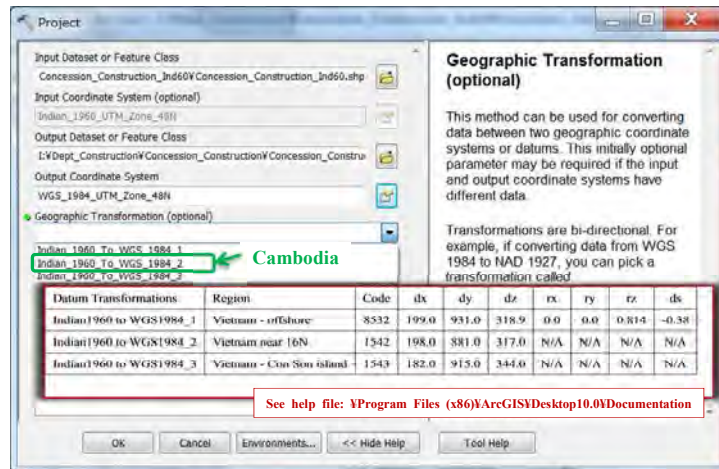 Project
Input Dataset or Feature Class
Concession_Construction_Ind60¥Concession_Construction_Ind60.shp
Input Coordinate System (optional)
Indian_1960_UTM_Zone_48N
Output Dataset or Feature Class
I:¥Dept_Construction¥Concession_Construction¥Concession_Constru
Output Coordinate System
WGS_1984_UTM_Zone_48N
Geographic Transformation (optional)
Indian_1960_To_WGS_1984_1
Indian_1960_To_WGS_1984_2
Indian_1960_To_WGS_1984_3
Cambodia
Geographic Transformation
(optional)
This method can be used for converting
data between two geographic coordinate
systems or datums. This initially optional
parameter may be required if the input
and output coordinate systems have
different data.
Transformations are bi-directional. For
example, if converting data from WGS
1984 to NAD 1927, you can pick a
transformation called
Datum Transformations Region Code dx dy dz rx ry rz ds
Indian1960 to WGS1984_1 Vietnam - offshore 8532 199.0 931.0 318.9 0.0 0.0 0.814 -0.38
Indian1960 to WGS1984_2 Vietnam near 16N 1542 198.0 881.0 317.0 N/A N/A N/A N/A
Indian1960 to WGS1984_3 Vietnam - Con Son island - 1543 182.0 915.0 344.0 N/A N/A N/A N/A
See help file: ¥Program Files (x86)¥ArcGIS¥Desktop10.0¥Documentation
OK Cancel Environments... << Hide Help Tool Help